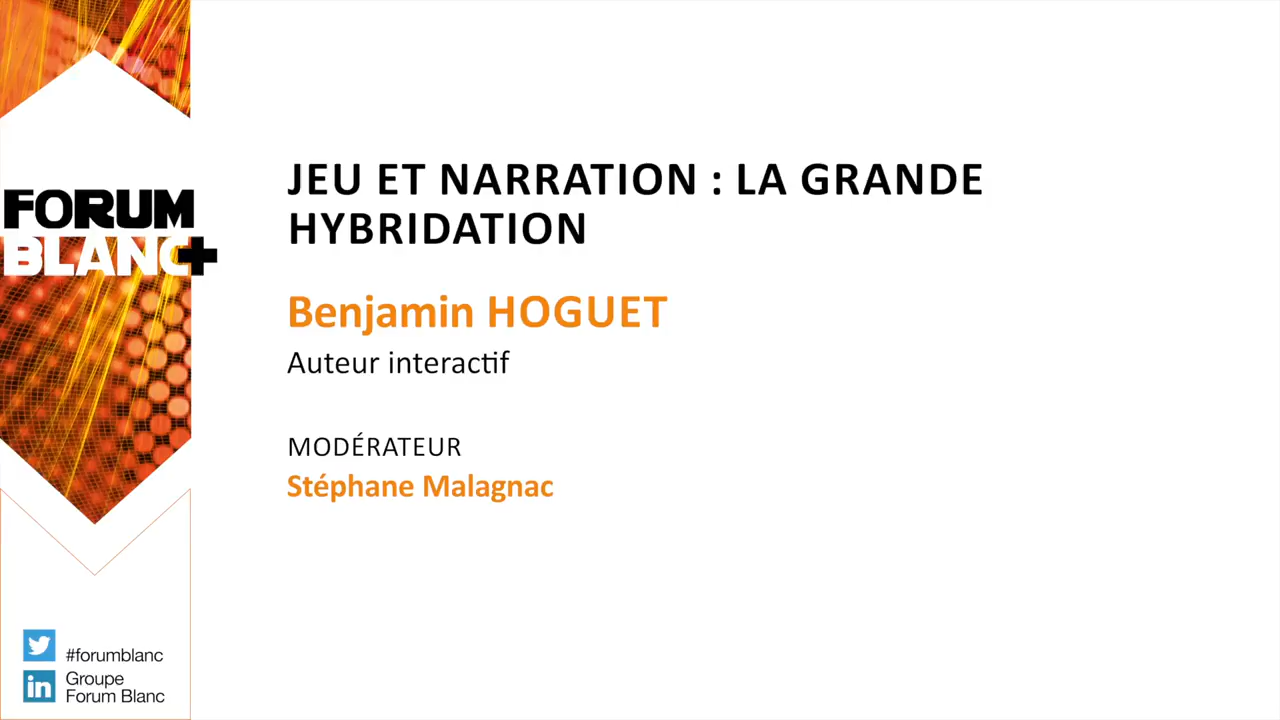 FORUM
BLANC+
JEU ET NARRATION : LA GRANDE
HYBRIDATION
Benjamin HOGUET
Auteur interactif
MODÉRATEUR
Stéphane Malagnac
#forumblanc
in
Groupe
Forum Blanc